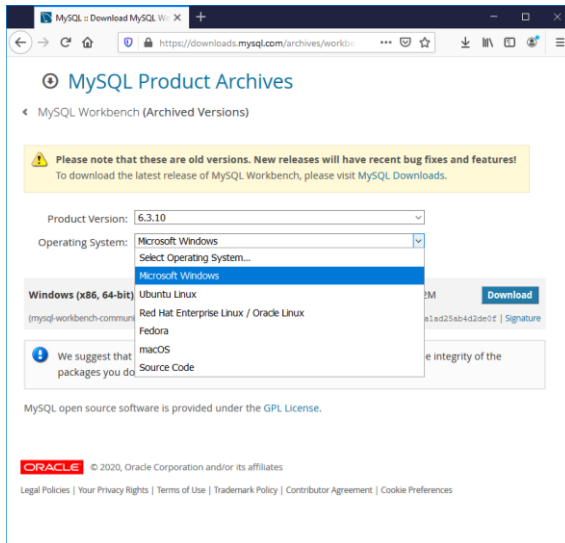 MySQL :: Download MySQL Wo
https://downloads.mysql.com/archives/workbe
MySQL Product Archives
MySQL Workbench (Archived Versions)
Please note that these are old versions. New releases will have recent bug fixes and features!
To download the latest release of MySQL Workbench, please visit MySQL Downloads.
Product Version: 6.3.10
Operating System: Microsoft Windows
Select Operating System...
Microsoft Windows
Windows (x86, 64-bit) Ubuntu Linux 2M Download
(mysql-workbench-communi Red Hat Enterprise Linux / Oracle Linux | Signature
Fedora
We suggest that macOS e integrity of the
packages you do Source Code
MySQL open source software is provided under the GPL License.
ORACLE © 2020, Oracle Corporation and/or its affiliates
Legal Policies | Your Privacy Rights | Terms of Use | Trademark Policy | Contributor Agreement | Cookie Preferences